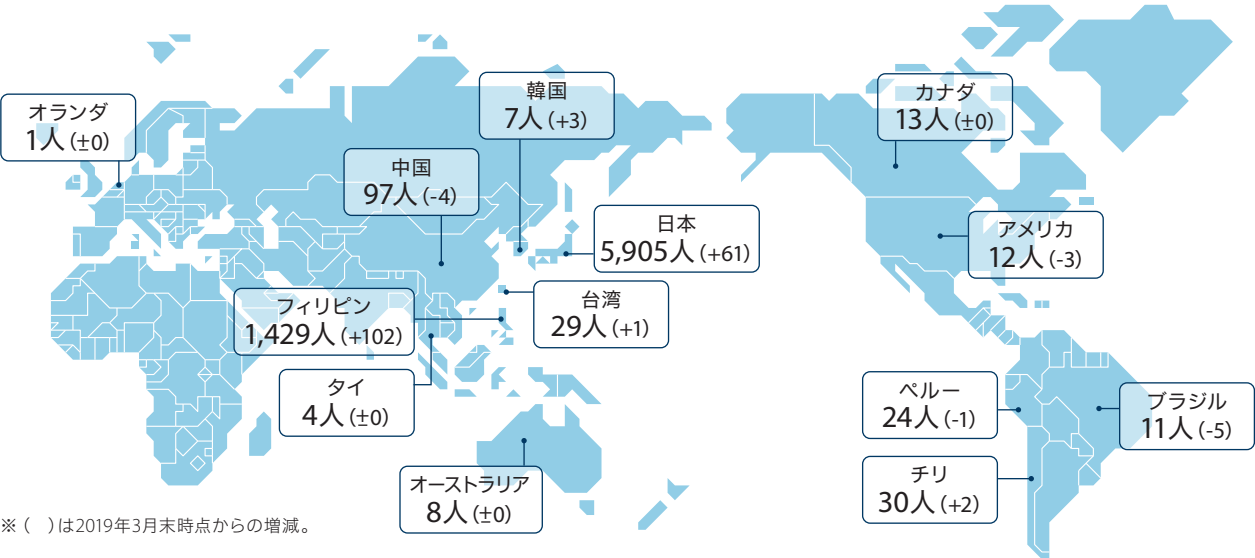 オランダ
1人(±0)
韓国
7人(+3)
カナダ
13人(±0)
中国
97人(-4)
日本
5,905人(+61)
アメリカ
12人(-3)
フィリピン
1,429人(+102)
台湾
29人(+1)
タイ
4人(±0)
ペルー
24人(-1)
ブラジル
11人(-5)
オーストラリア
8人(±0)
チリ
30人(+2)
※(　)は2019年3月末時点からの増減。